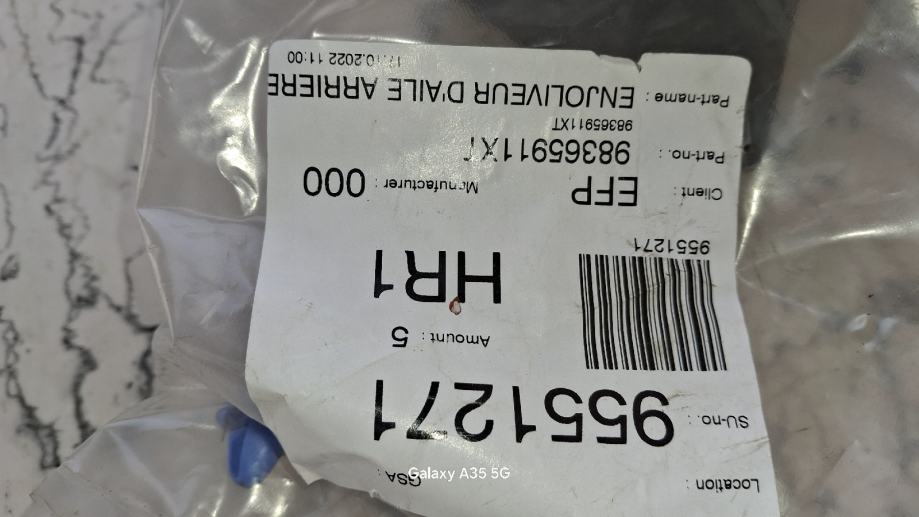 Location : GSA :
SU-no. : 9551271
Amount : 5
HR1
9551271
Client : EFP Manufacturer : 000
Part-no. : 98365911XT
98365911XT
Part-name : ENJOLIVEUR D'AILE ARRIERE
17.10.2022 11:00
Galaxy A35 5G